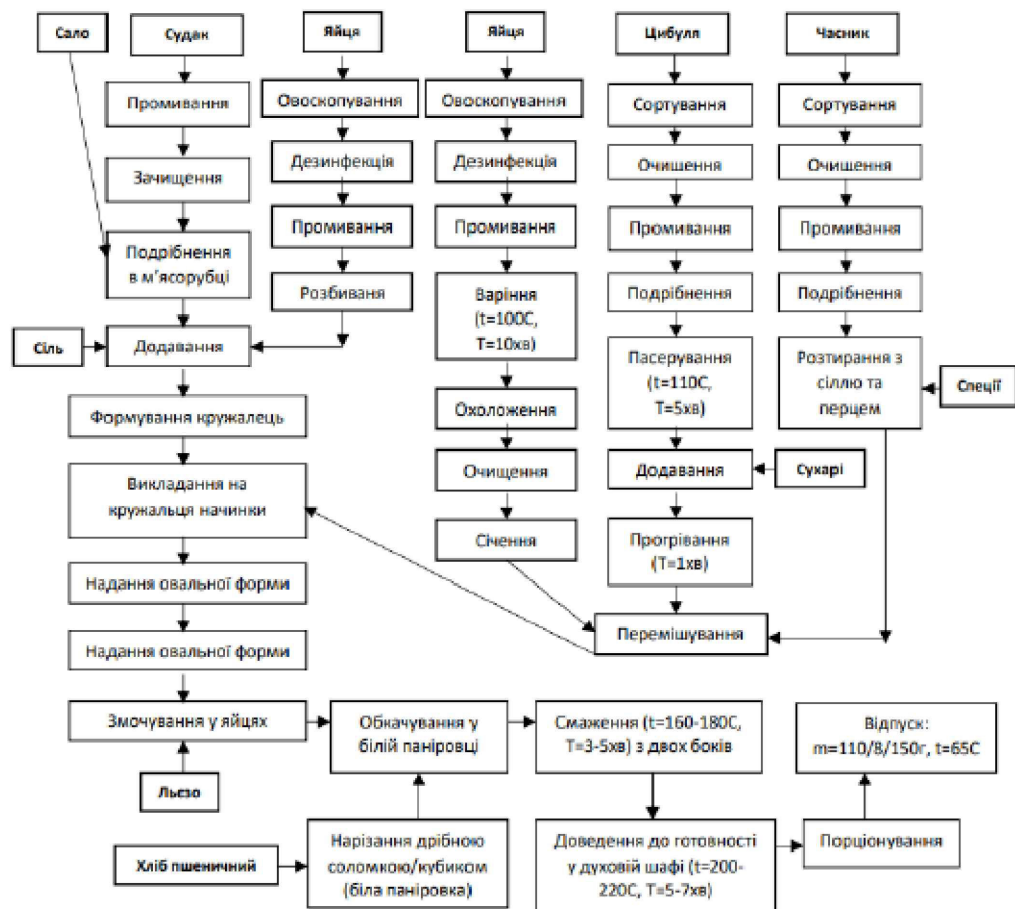 Сало
Судак
Яйця
Яйця
Цибуля
Часник
Промивання
Овоскопування
Овоскопування
Сортування
Сортування
Зачищення
Дезинфекція
Дезинфекція
Очищення
Очищення
Подрібнення
в м'ясорубці
Промивання
Промивання
Промивання
Промивання
Розбиваня
Варіння
(t=100С,
Т=10хв)
Подрібнення
Подрібнення
Сіль
Додавання
Пасерування
(t=110С,
Т=5хв)
Розтирання з
сіллю та
перцем
Спеції
Формування кружалець
Охоложення
Викладання на
кружальця начинки
Очищення
Додавання
Сухарі
Січення
Прогрівання
(Т=1хв)
Надання овальної форми
Перемішування
Надання овальної форми
Змочування у яйцях
Обкачування у
білій паніровці
Смаження (t=160-180С,
Т=3-5хв) з двох боків
Відпуск:
m=110/8/150г, t=65С
Льєзо
Хліб пшеничний
Нарізання дрібною
соломкою/кубиком
(біла паніровка)
Доведення до готовності
у духовій шафі (t=200-
220С, Т=5-7хв)
Порціонування